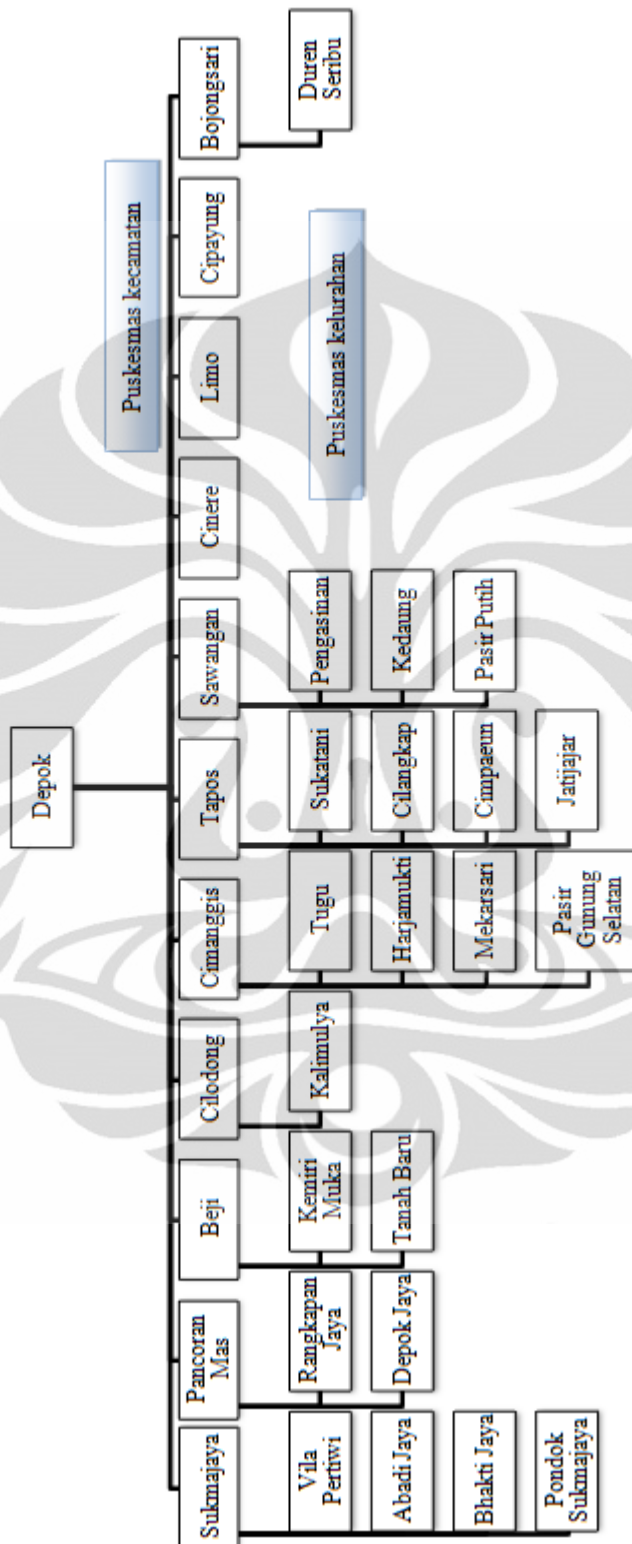 Depok
Puskesmas kecamatan
Sukmajaya
Pancoran
Mas
Beji
Cilodong
Cimanggis
Tapos
Sawangan
Cinere
Limo
Cipayung
Bojongsari
Puskesmas kelurahan
Vila
Pertiwi
Abadi Jaya
Bhakti Jaya
Pondok
Sukmajaya
Rangkapan
Jaya
Depok Jaya
Kemiri
Muka
Tanah Baru
Kalimulya
Tugu
Harjamukti
Mekarsari
Pasir
Gunung
Selatan
Sukatani
Cilangkap
Cimpaeun
Jatijajar
Pengasinan
Kedaung
Pasir Putih
Duren
Seribu